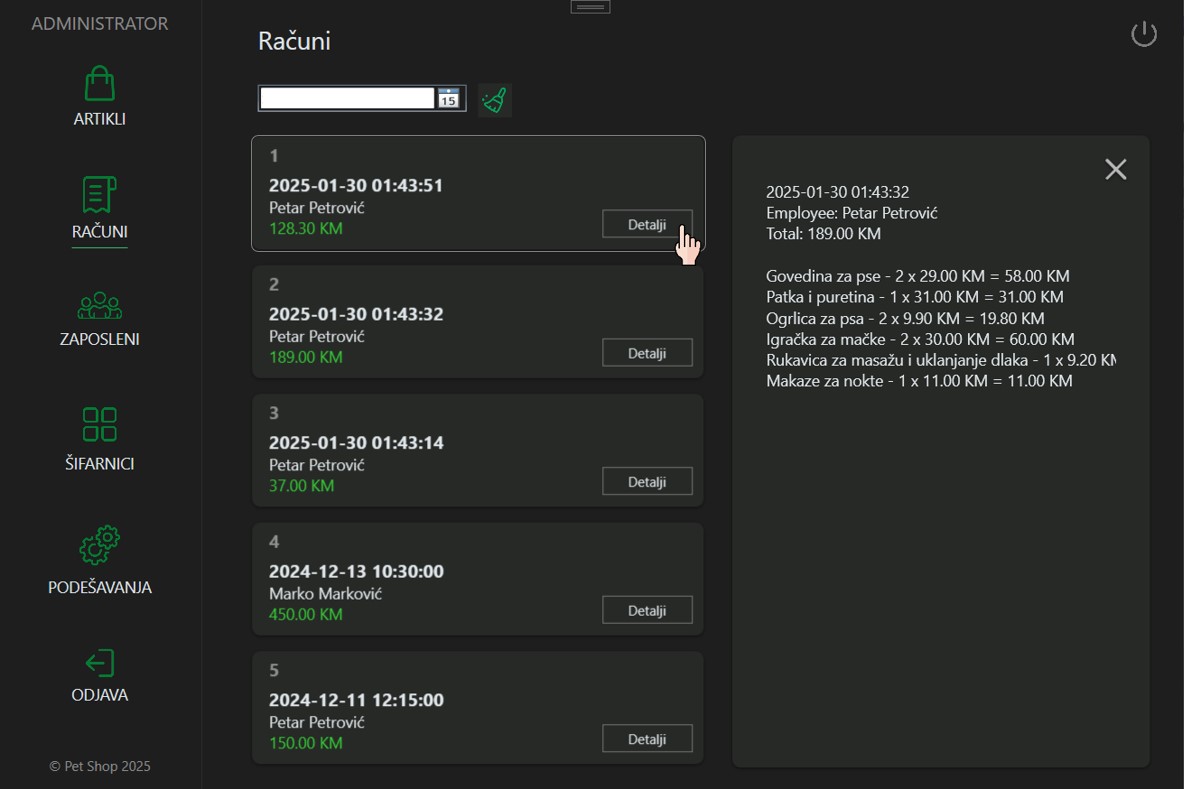 ADMINISTRATOR
ARTIKLI
RAČUNI
ZAPOSLENI
ŠIFARNICI
PODEŠAVANJA
ODJAVA
© Pet Shop 2025
Računi
15
1
2025-01-30 01:43:51
Petar Petrović
128.30 KM
Detalji
2
2025-01-30 01:43:32
Petar Petrović
189.00 KM
Detalji
3
2025-01-30 01:43:14
Petar Petrović
37.00 KM
Detalji
4
2024-12-13 10:30:00
Marko Marković
450.00 KM
Detalji
5
2024-12-11 12:15:00
Petar Petrović
150.00 KM
Detalji
2025-01-30 01:43:32
Employee: Petar Petrović
Total: 189.00 KM
Govedina za pse - 2 x 29.00 KM = 58.00 KM
Patka i puretina - 1 x 31.00 KM = 31.00 KM
Ogrlica za psa - 2 x 9.90 KM = 19.80 KM
Igračka za mačke - 2 x 30.00 KM = 60.00 KM
Rukavica za masažu i uklanjanje dlaka - 1 x 9.20
Makaze za nokte - 1 x 11.00 KM = 11.00 KM